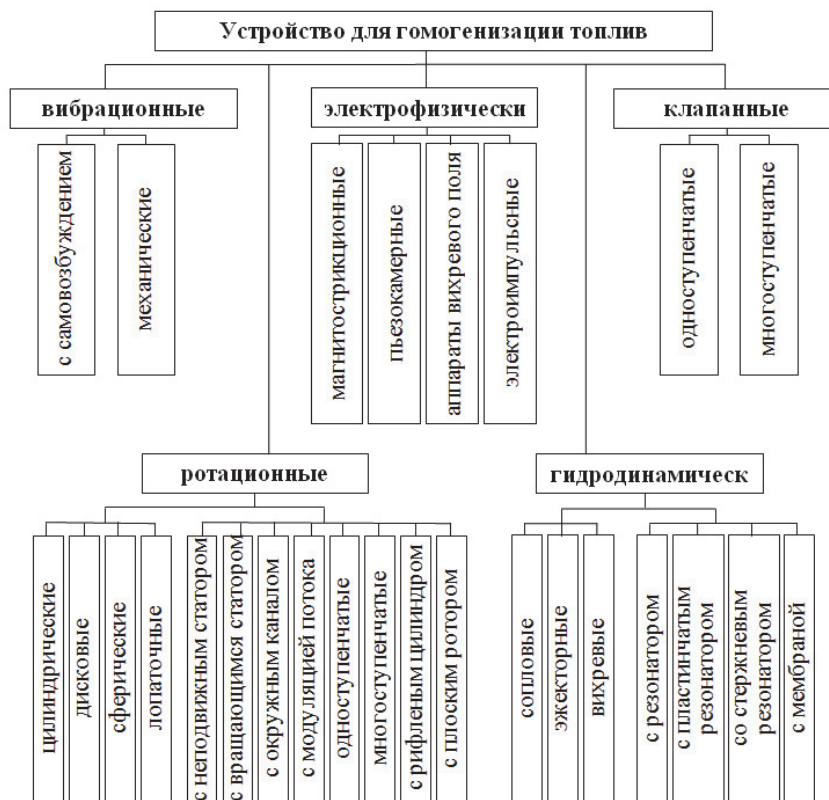 Устройство для гомогенизации топлив
вибрационные
электрофизически
клапанные
с самовозбуждением
механические
магнитострикционные
пьезокамерные
аппараты вихревого поля
электроимпульсные
одноступенчатые
многоступенчатые
ротационные
гидродинамическ
цилиндрические
дисковые
сферические
лопаточные
с неподвижным статором
с вращающимся статором
с окружным каналом
с модуляцией потока
одноступенчатые
многоступенчатые
с рифленым цилиндром
с плоским ротором
сопловые
эжекторные
вихревые
с резонатором
с пластинчатым
резонатором
со стержневым
резонатором
с мембраной